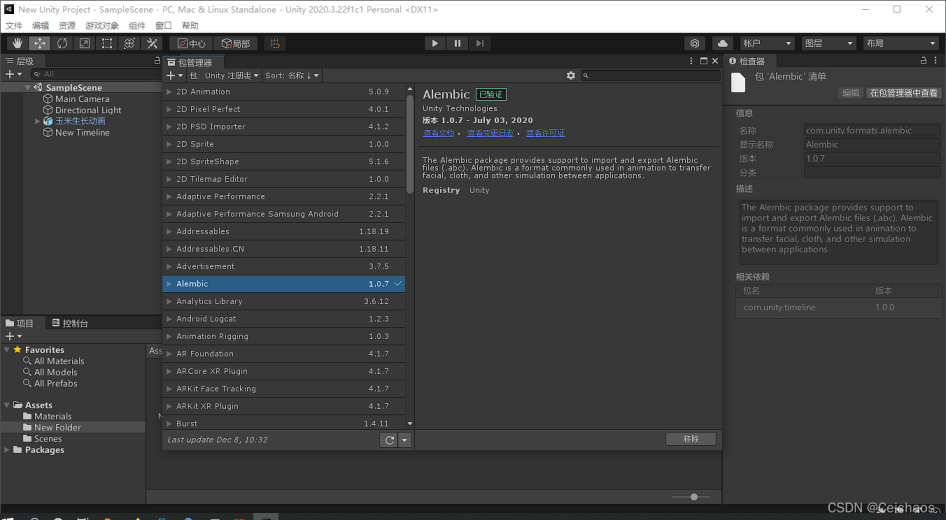 New Unity Project - SampleScene - PC, Mac & Linux Standalone - Unity 2020.3.22f1c1 Personal <DX11>
文件 编辑 资源 游戏对象 组件 窗口 帮助
中心 局部 帐户 图层 布局
层级
All
SampleScene
Main Camera
Directional Light
玉米生长动画
New Timeline
包管理器
包: Unity 注册表 Sort: 名称 ↓
2D Animation 5.0.9
2D Pixel Perfect 4.0.1
2D PSD Importer 4.1.2
2D Sprite 1.0.0
2D SpriteShape 5.1.6
2D Tilemap Editor 1.0.0
Adaptive Performance 2.2.1
Adaptive Performance Samsung Android 2.2.1
Addressables 1.18.19
Addressables.CN 1.18.11
Advertisement 3.7.5
Alembic 1.0.7
Analytics Library 3.6.12
Android Logcat 1.2.3
Animation Rigging 1.0.3
AR Foundation 4.1.7
ARCore XR Plugin 4.1.7
ARKit Face Tracking 4.1.7
ARKit XR Plugin 4.1.7
Burst 1.4.11
Last update Dec 8, 10:32
Alembic 已验证
Unity Technologies
版本 1.0.7 - July 03, 2020
查看文档 · 查看变更日志 · 查看许可证
The Alembic package provides support to import and export Alembic
files (.abc). Alembic is a format commonly used in animation to transfer
facial, cloth, and other simulation between applications.
Registry Unity
移除
检查器
包 'Alembic' 清单
编辑 在包管理器中查看
信息
名称 com.unity.formats.alembic
显示名称 Alembic
版本 1.0.7
分类
描述
The Alembic package provides support to
import and export Alembic files (.abc). Alembic
is a format commonly used in animation to
transfer facial, cloth, and other simulation
between applications.
相关依赖
包名 版本
com.unity.timeline 1.0.0
项目 控制台
Favorites
All Materials
All Models
All Prefabs
Assets
Materials
New Folder
Scenes
Packages
Ass
CSDN @Ceichaos